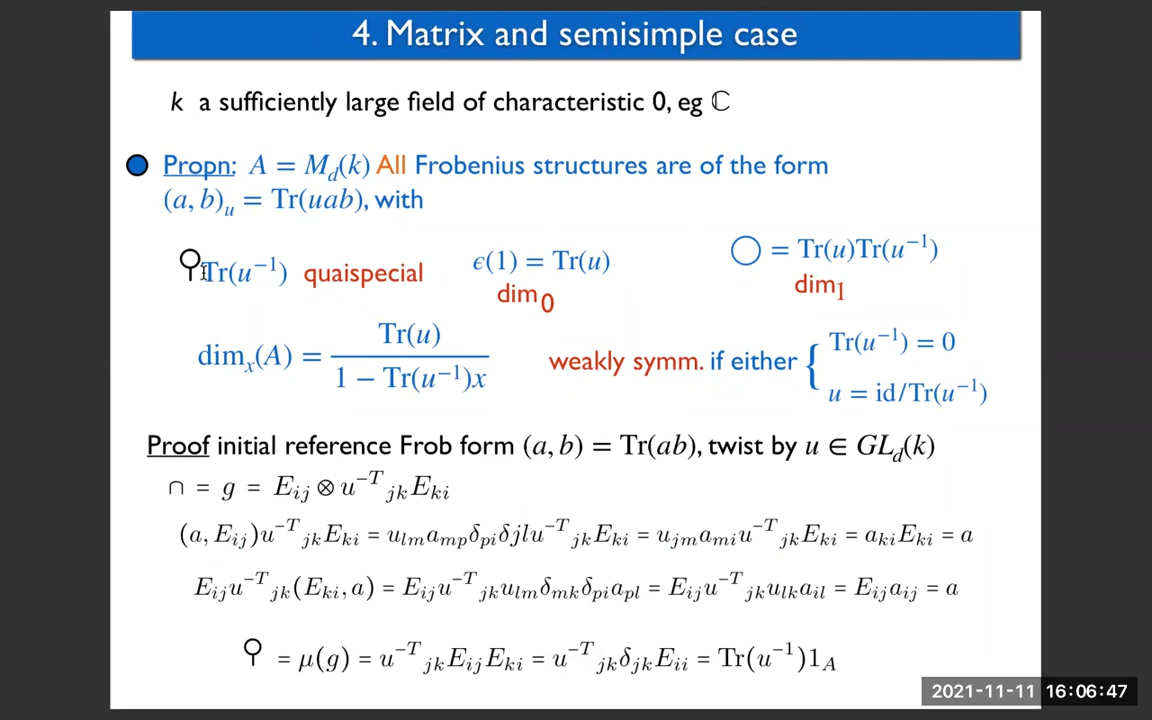 4. Matrix and semisimple case
k a sufficiently large field of characteristic 0, eg ℂ
Propn: A = M_d(k) All Frobenius structures are of the form
(a, b)_u = Tr(uab), with
Tr(u⁻¹) quaispecial ϵ(1) = Tr(u) ◯ = Tr(u)Tr(u⁻¹)
dim₀ dim₁
dim_x(A) = Tr(u) / (1 − Tr(u⁻¹)x) weakly symm. if either { Tr(u⁻¹) = 0
u = id/Tr(u⁻¹)
Proof initial reference Frob form (a, b) = Tr(ab), twist by u ∈ GL_d(k)
∩ = g = E_{ij} ⊗ u^{-T}_{jk} E_{ki}
(a, E_{ij})u^{-T}_{jk}E_{ki} = u_{lm}a_{mp}δ_{pi}δjlu^{-T}_{jk}E_{ki} = u_{jm}a_{mi}u^{-T}_{jk}E_{ki} = a_{ki}E_{ki} = a
E_{ij}u^{-T}_{jk}(E_{ki}, a) = E_{ij}u^{-T}_{jk}u_{lm}δ_{mk}δ_{pi}a_{pl} = E_{ij}u^{-T}_{jk}u_{lk}a_{il} = E_{ij}a_{ij} = a
= μ(g) = u^{-T}_{jk}E_{ij}E_{ki} = u^{-T}_{jk}δ_{jk}E_{ii} = Tr(u⁻¹)1_A
2021-11-11 16:06:47